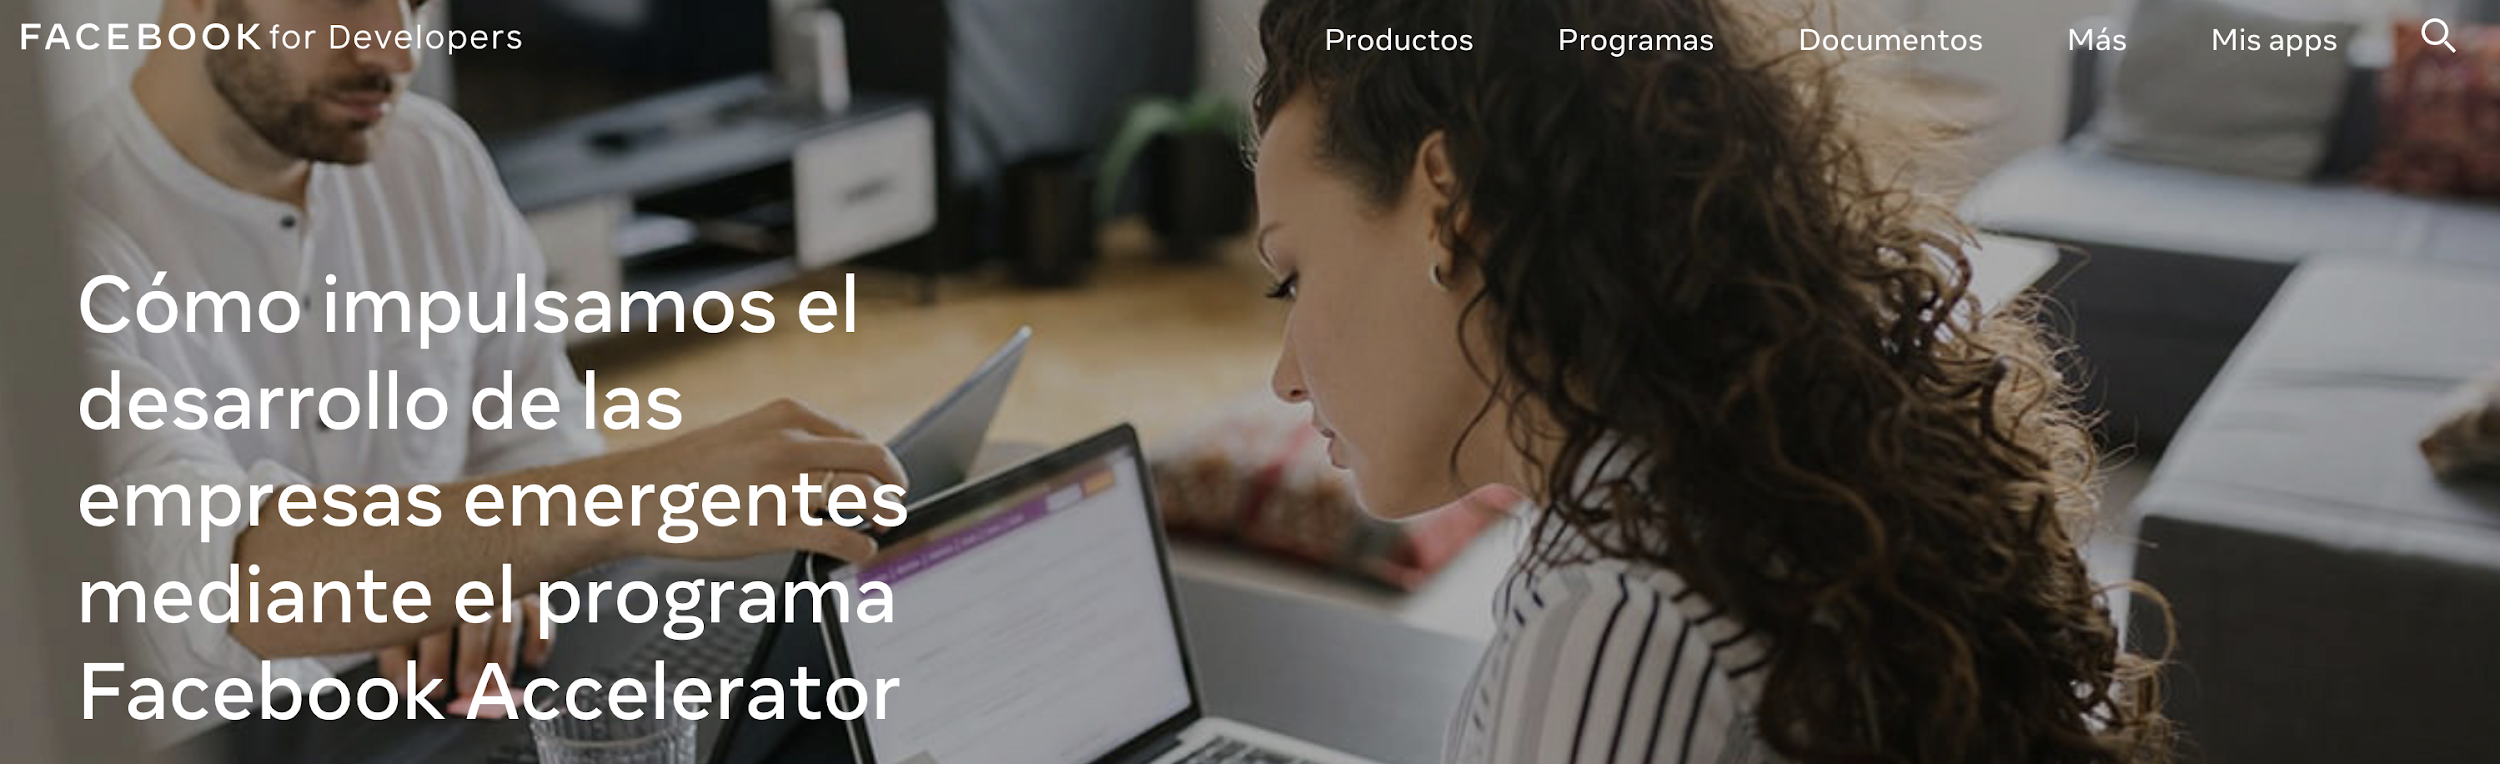 FACEBOOK for Developers
Productos Programas Documentos Más Mis apps
Cómo impulsamos el
desarrollo de las
empresas emergentes
mediante el programa
Facebook Accelerator